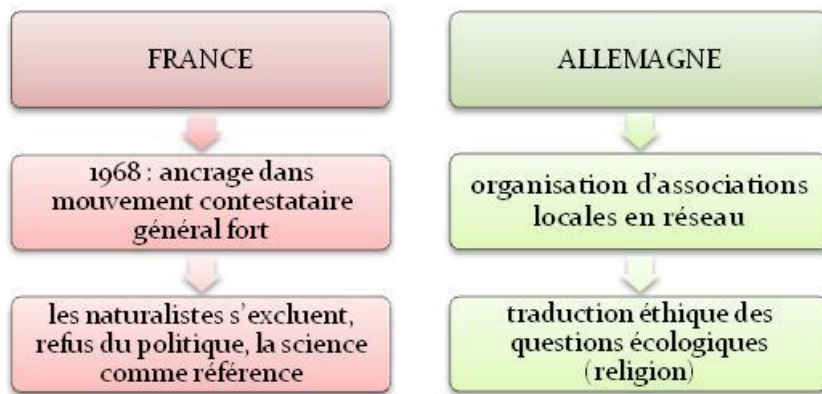 FRANCE
1968 : ancrage dans
mouvement contestataire
général fort
les naturalistes s’excluent,
refus du politique, la science
comme référence
ALLEMAGNE
organisation d’associations
locales en réseau
traduction éthique des
questions écologiques
(religion)